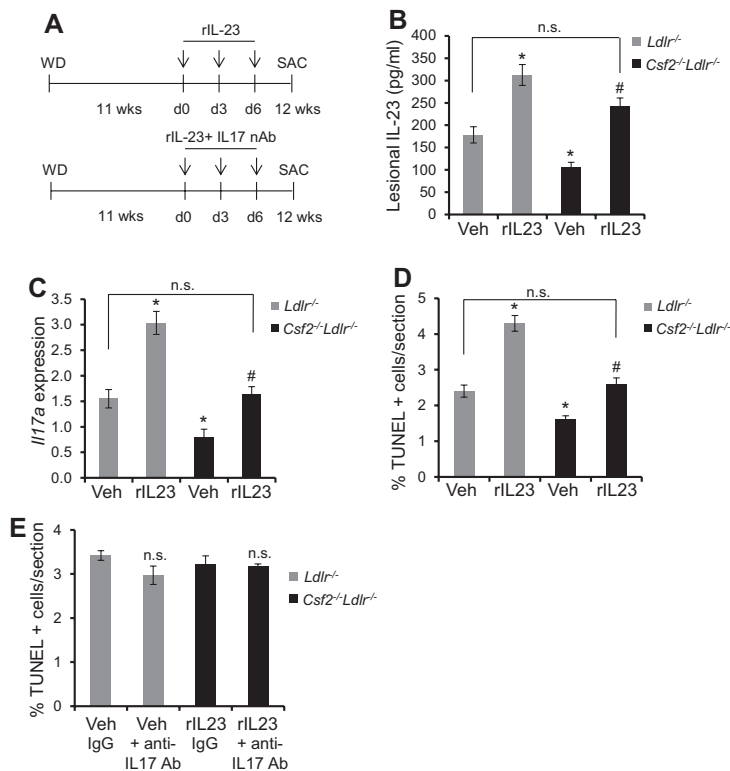 A
rIL-23
WD
SAC
11 wks
d0
d3
d6
12 wks
rIL-23+ IL17 nAb
WD
SAC
11 wks
d0
d3
d6
12 wks
B
Lesional IL-23 (pg/ml)
400
350
300
250
200
150
100
50
0
n.s.
*
*
#
Veh
rIL23
Veh
rIL23
Ldlr-/-
Csf2-/-Ldlr-/-
C
Il17a expression
3.5
3.0
2.5
2.0
1.5
1.0
0.5
0.0
n.s.
*
*
#
Veh
rIL23
Veh
rIL23
Ldlr-/-
Csf2-/-Ldlr-/-
D
% TUNEL + cells/section
5
4
3
2
1
0
n.s.
*
*
#
Veh
rIL23
Veh
rIL23
Ldlr-/-
Csf2-/-Ldlr-/-
E
% TUNEL + cells/section
4
3
3
2
2
1
1
0
n.s.
n.s.
Veh
IgG
Veh
+ anti-
IL17 Ab
rIL23
IgG
rIL23
+ anti-
IL17 Ab
Ldlr-/-
Csf2-/-Ldlr-/-